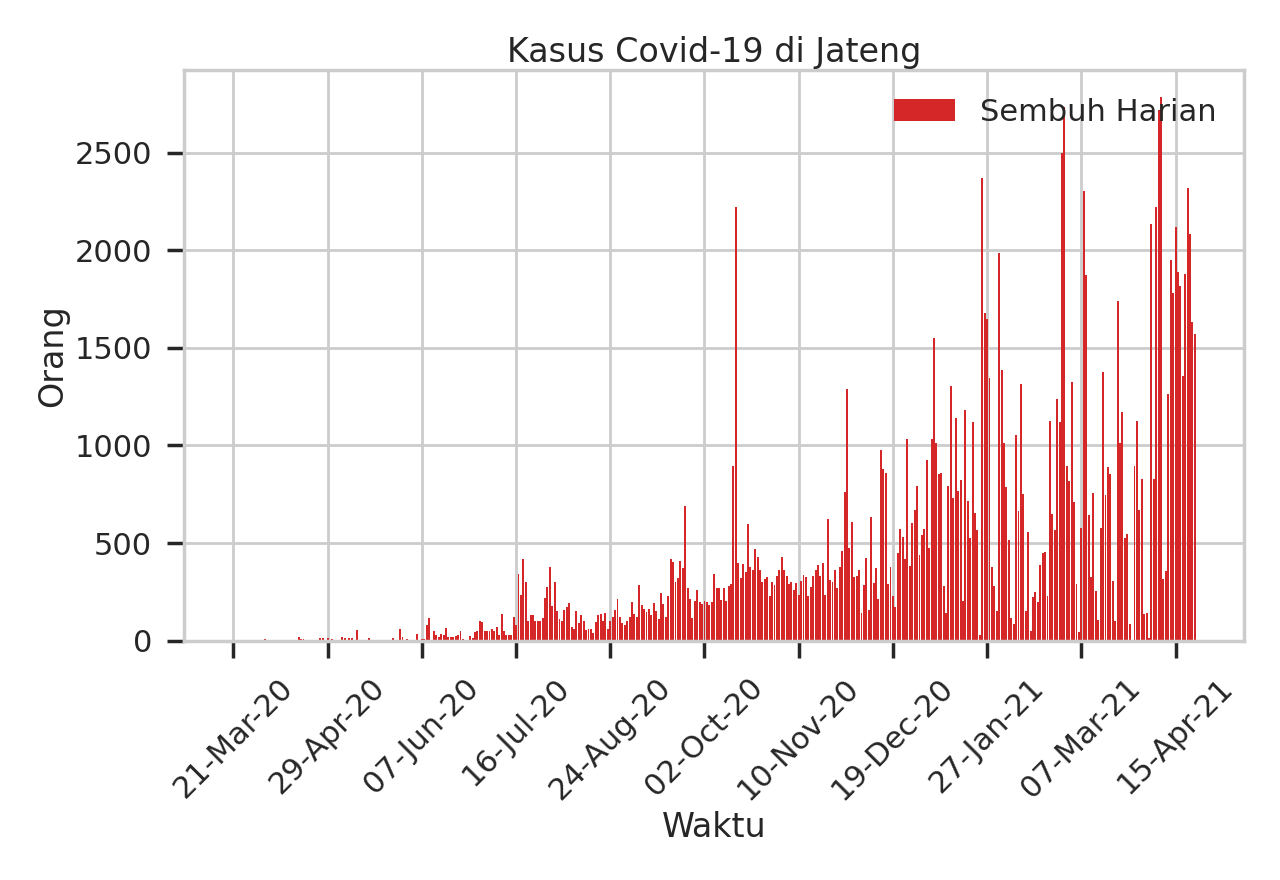 Kasus Covid-19 di Jateng
Sembuh Harian
Orang
2500
2000
1500
1000
500
0
21-Mar-20
29-Apr-20
07-Jun-20
16-Jul-20
24-Aug-20
02-Oct-20
10-Nov-20
19-Dec-20
27-Jan-21
07-Mar-21
15-Apr-21
Waktu